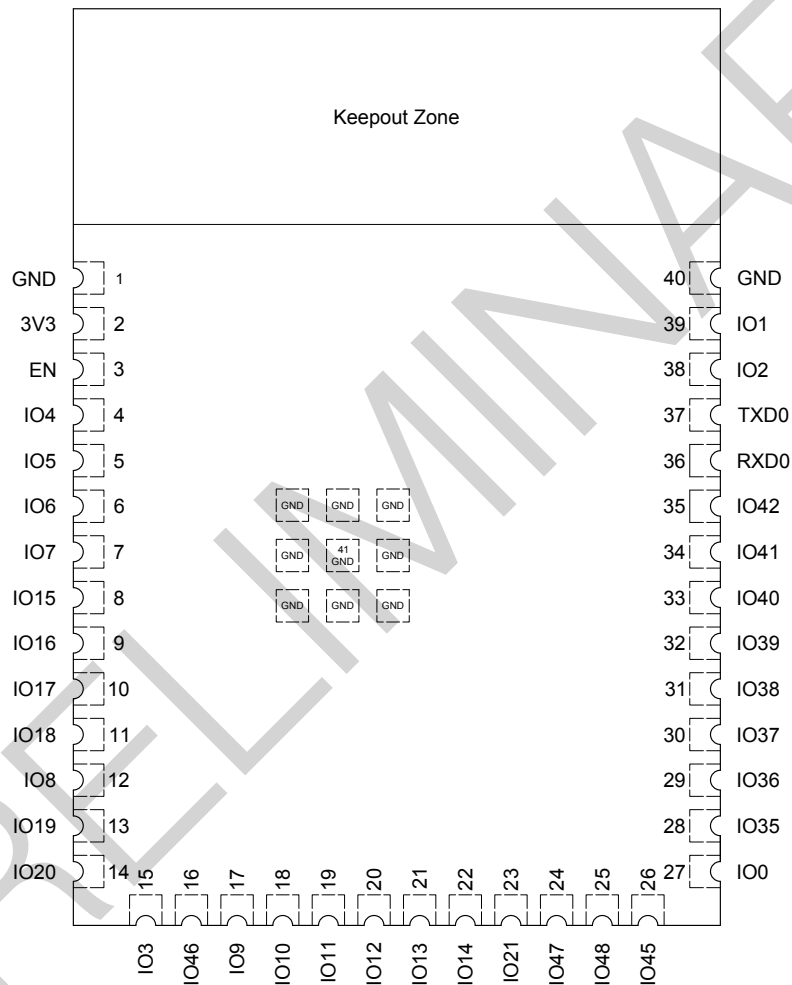 Keepout Zone
GND 1
3V3 2
EN 3
IO4 4
IO5 5
IO6 6
IO7 7
IO15 8
IO16 9
IO17 10
IO18 11
IO8 12
IO19 13
IO20 14
GND GND GND
GND 41 GND
GND
GND GND GND
40 GND
39 IO1
38 IO2
37 TXD0
36 RXD0
35 IO42
34 IO41
33 IO40
32 IO39
31 IO38
30 IO37
29 IO36
28 IO35
27 IO0
15 16 17 18 19 20 21 22 23 24 25 26
IO3 IO46 IO9 IO10 IO11 IO12 IO13 IO14 IO21 IO47 IO48 IO45
RELIMINAR